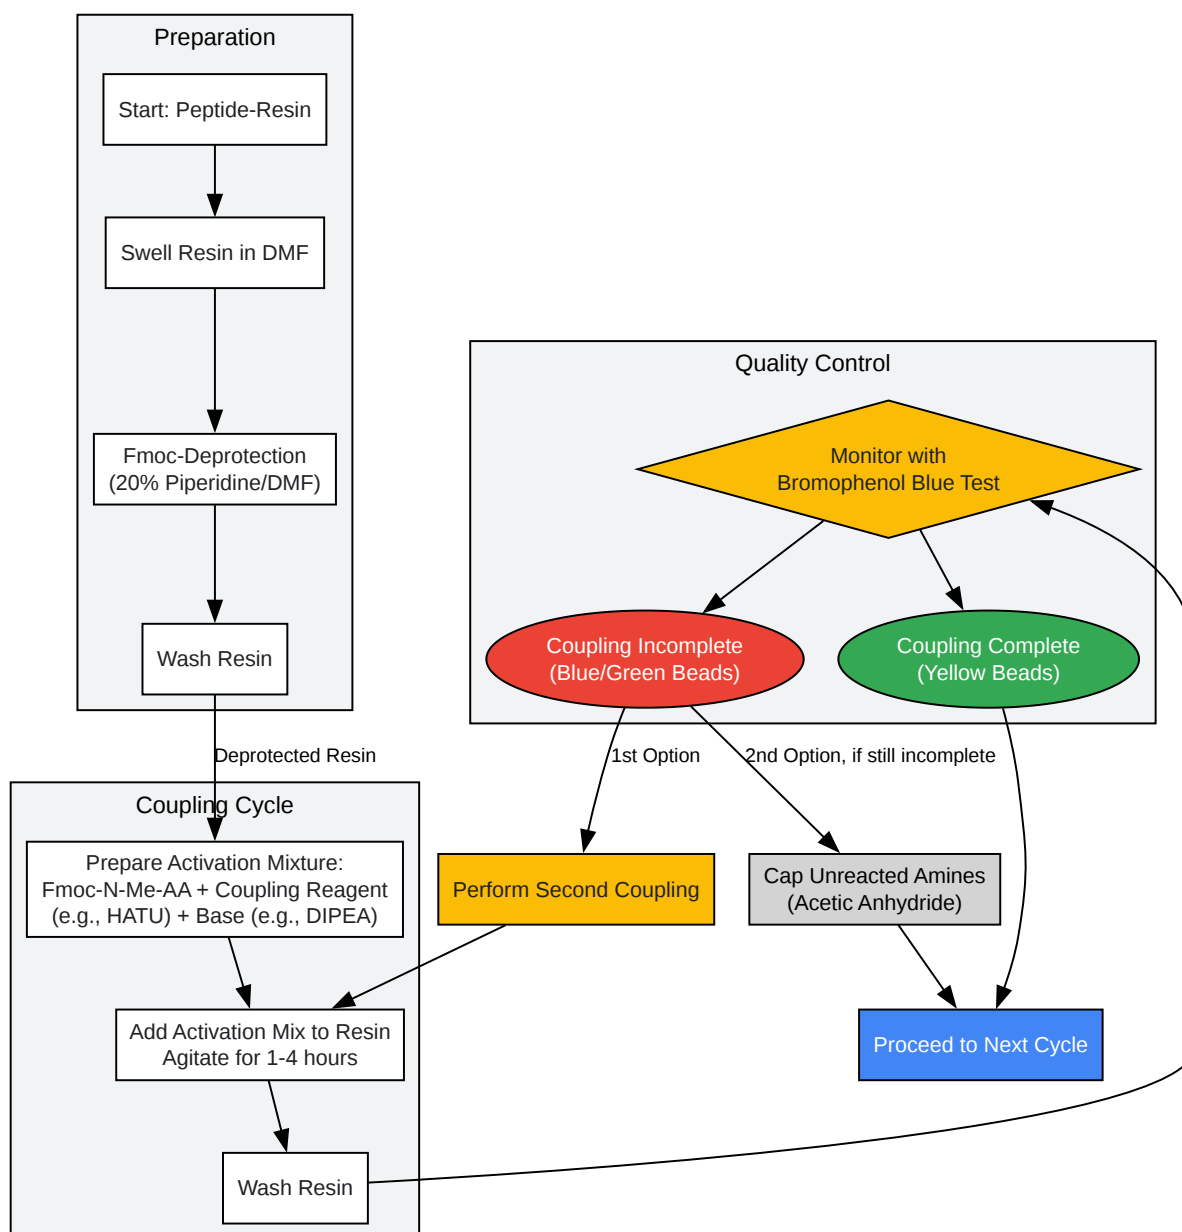 Preparation
Start: Peptide-Resin
Swell Resin in DMF
Fmoc-Deprotection
(20% Piperidine/DMF)
Wash Resin
Deprotected Resin
Coupling Cycle
Prepare Activation Mixture:
Fmoc-N-Me-AA + Coupling Reagent
(e.g., HATU) + Base (e.g., DIPEA)
Add Activation Mix to Resin
Agitate for 1-4 hours
Wash Resin
Quality Control
Monitor with
Bromophenol Blue Test
Coupling Incomplete
(Blue/Green Beads)
Coupling Complete
(Yellow Beads)
1st Option
2nd Option, if still incomplete
Perform Second Coupling
Cap Unreacted Amines
(Acetic Anhydride)
Proceed to Next Cycle